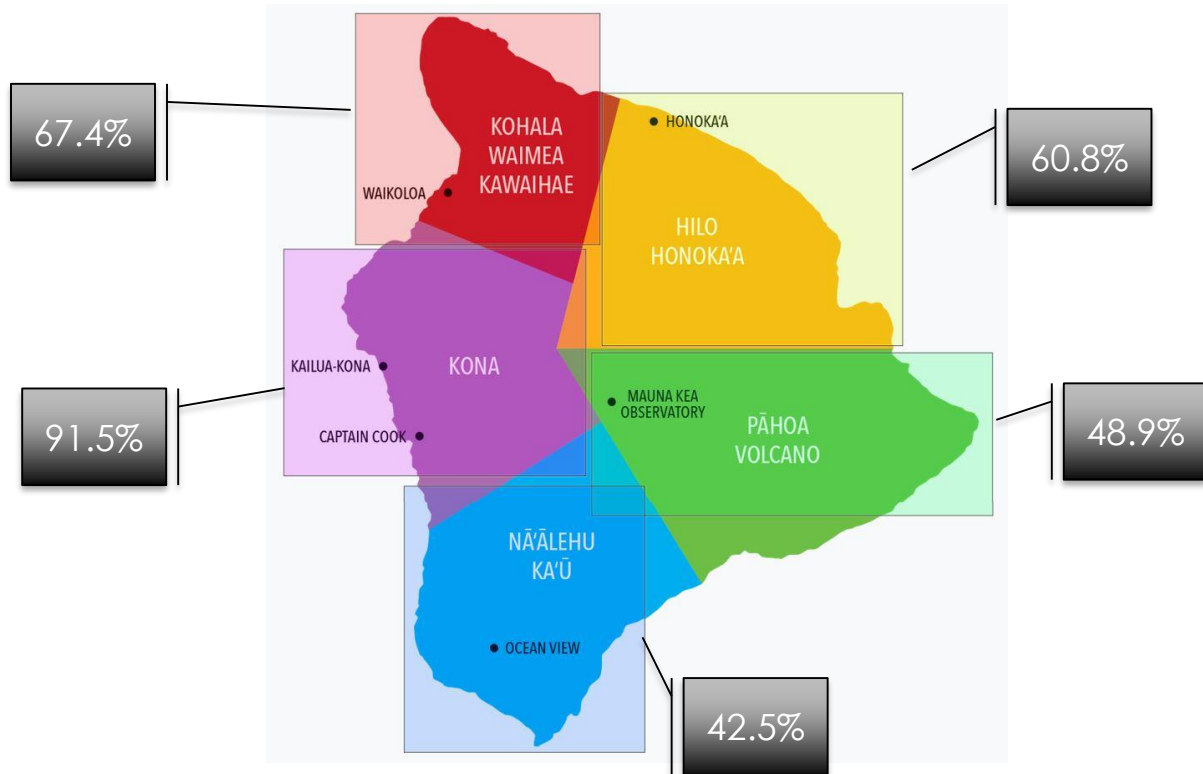 67.4%
KOHALA
WAIMEA
KAWAIHAE
WAIKOLOA
HONOKA‘A
60.8%
HILO
HONOKA‘A
KAILUA-KONA
KONA
CAPTAIN COOK
91.5%
MAUNA KEA
OBSERVATORY
PĀHOA
VOLCANO
48.9%
NĀ‘ĀLEHU
KA‘Ū
OCEAN VIEW
42.5%